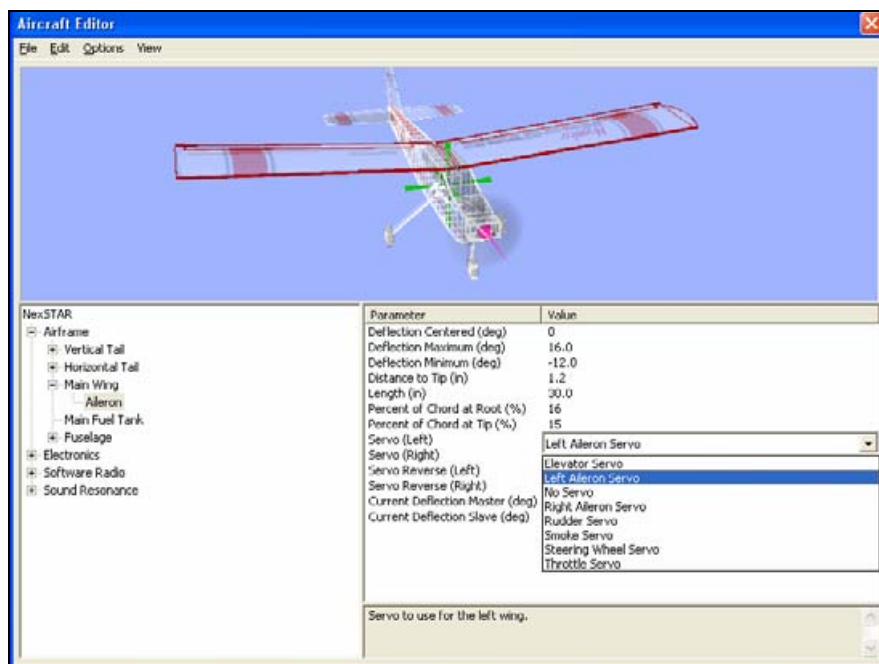 Aircraft Editor
File Edit Options View
NexSTAR
Airframe
Vertical Tail
Horizontal Tail
Main Wing
Aileron
Main Fuel Tank
Fuselage
Electronics
Software Radio
Sound Resonance
Parameter Value
Deflection Centered (deg) 0
Deflection Maximum (deg) 16.0
Deflection Minimum (deg) -12.0
Distance to Tip (in) 1.2
Length (in) 30.0
Percent of Chord at Root (%) 16
Percent of Chord at Tip (%) 15
Servo (Left) Left Aileron Servo
Servo (Right)
Servo Reverse (Left)
Servo Reverse (Right)
Current Deflection Master (deg)
Current Deflection Slave (deg)
Elevator Servo
Left Aileron Servo
No Servo
Right Aileron Servo
Rudder Servo
Smoke Servo
Steering Wheel Servo
Throttle Servo
Servo to use for the left wing.